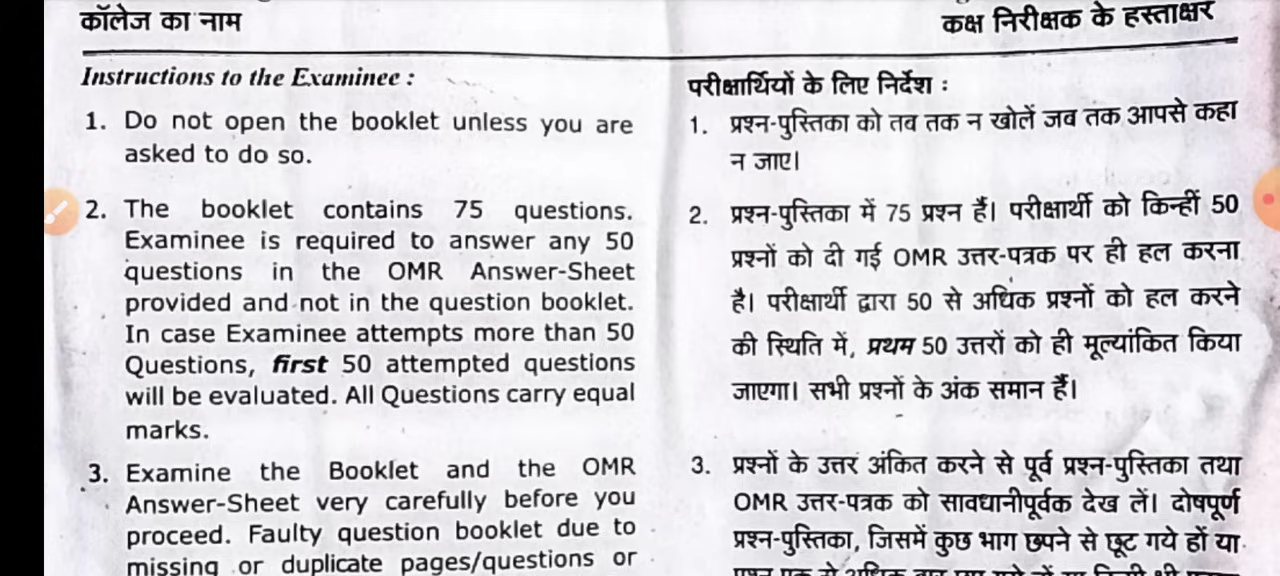 कॉलेज का नाम
कक्ष निरीक्षक के हस्ताक्षर
Instructions to the Examinee :
1. Do not open the booklet unless you are
asked to do so.
2. The booklet contains 75 questions.
Examinee is required to answer any 50
questions in the OMR Answer-Sheet
provided and not in the question booklet.
In case Examinee attempts more than 50
Questions, first 50 attempted questions
will be evaluated. All Questions carry equal
marks.
3. Examine the Booklet and the OMR
Answer-Sheet very carefully before you
proceed. Faulty question booklet due to
missing or duplicate pages/questions or
परीक्षार्थियों के लिए निर्देश :
1. प्रश्न-पुस्तिका को तब तक न खोलें जब तक आपसे कहा
न जाए।
2. प्रश्न-पुस्तिका में 75 प्रश्न हैं। परीक्षार्थी को किन्हीं 50
प्रश्नों को दी गई OMR उत्तर-पत्रक पर ही हल करना
है। परीक्षार्थी द्वारा 50 से अधिक प्रश्नों को हल करने
की स्थिति में, प्रथम 50 उत्तरों को ही मूल्यांकित किया
जाएगा। सभी प्रश्नों के अंक समान हैं।
3. प्रश्नों के उत्तर अंकित करने से पूर्व प्रश्न-पुस्तिका तथा
OMR उत्तर-पत्रक को सावधानीपूर्वक देख लें। दोषपूर्ण
प्रश्न-पुस्तिका, जिसमें कुछ भाग छपने से छूट गये हों या